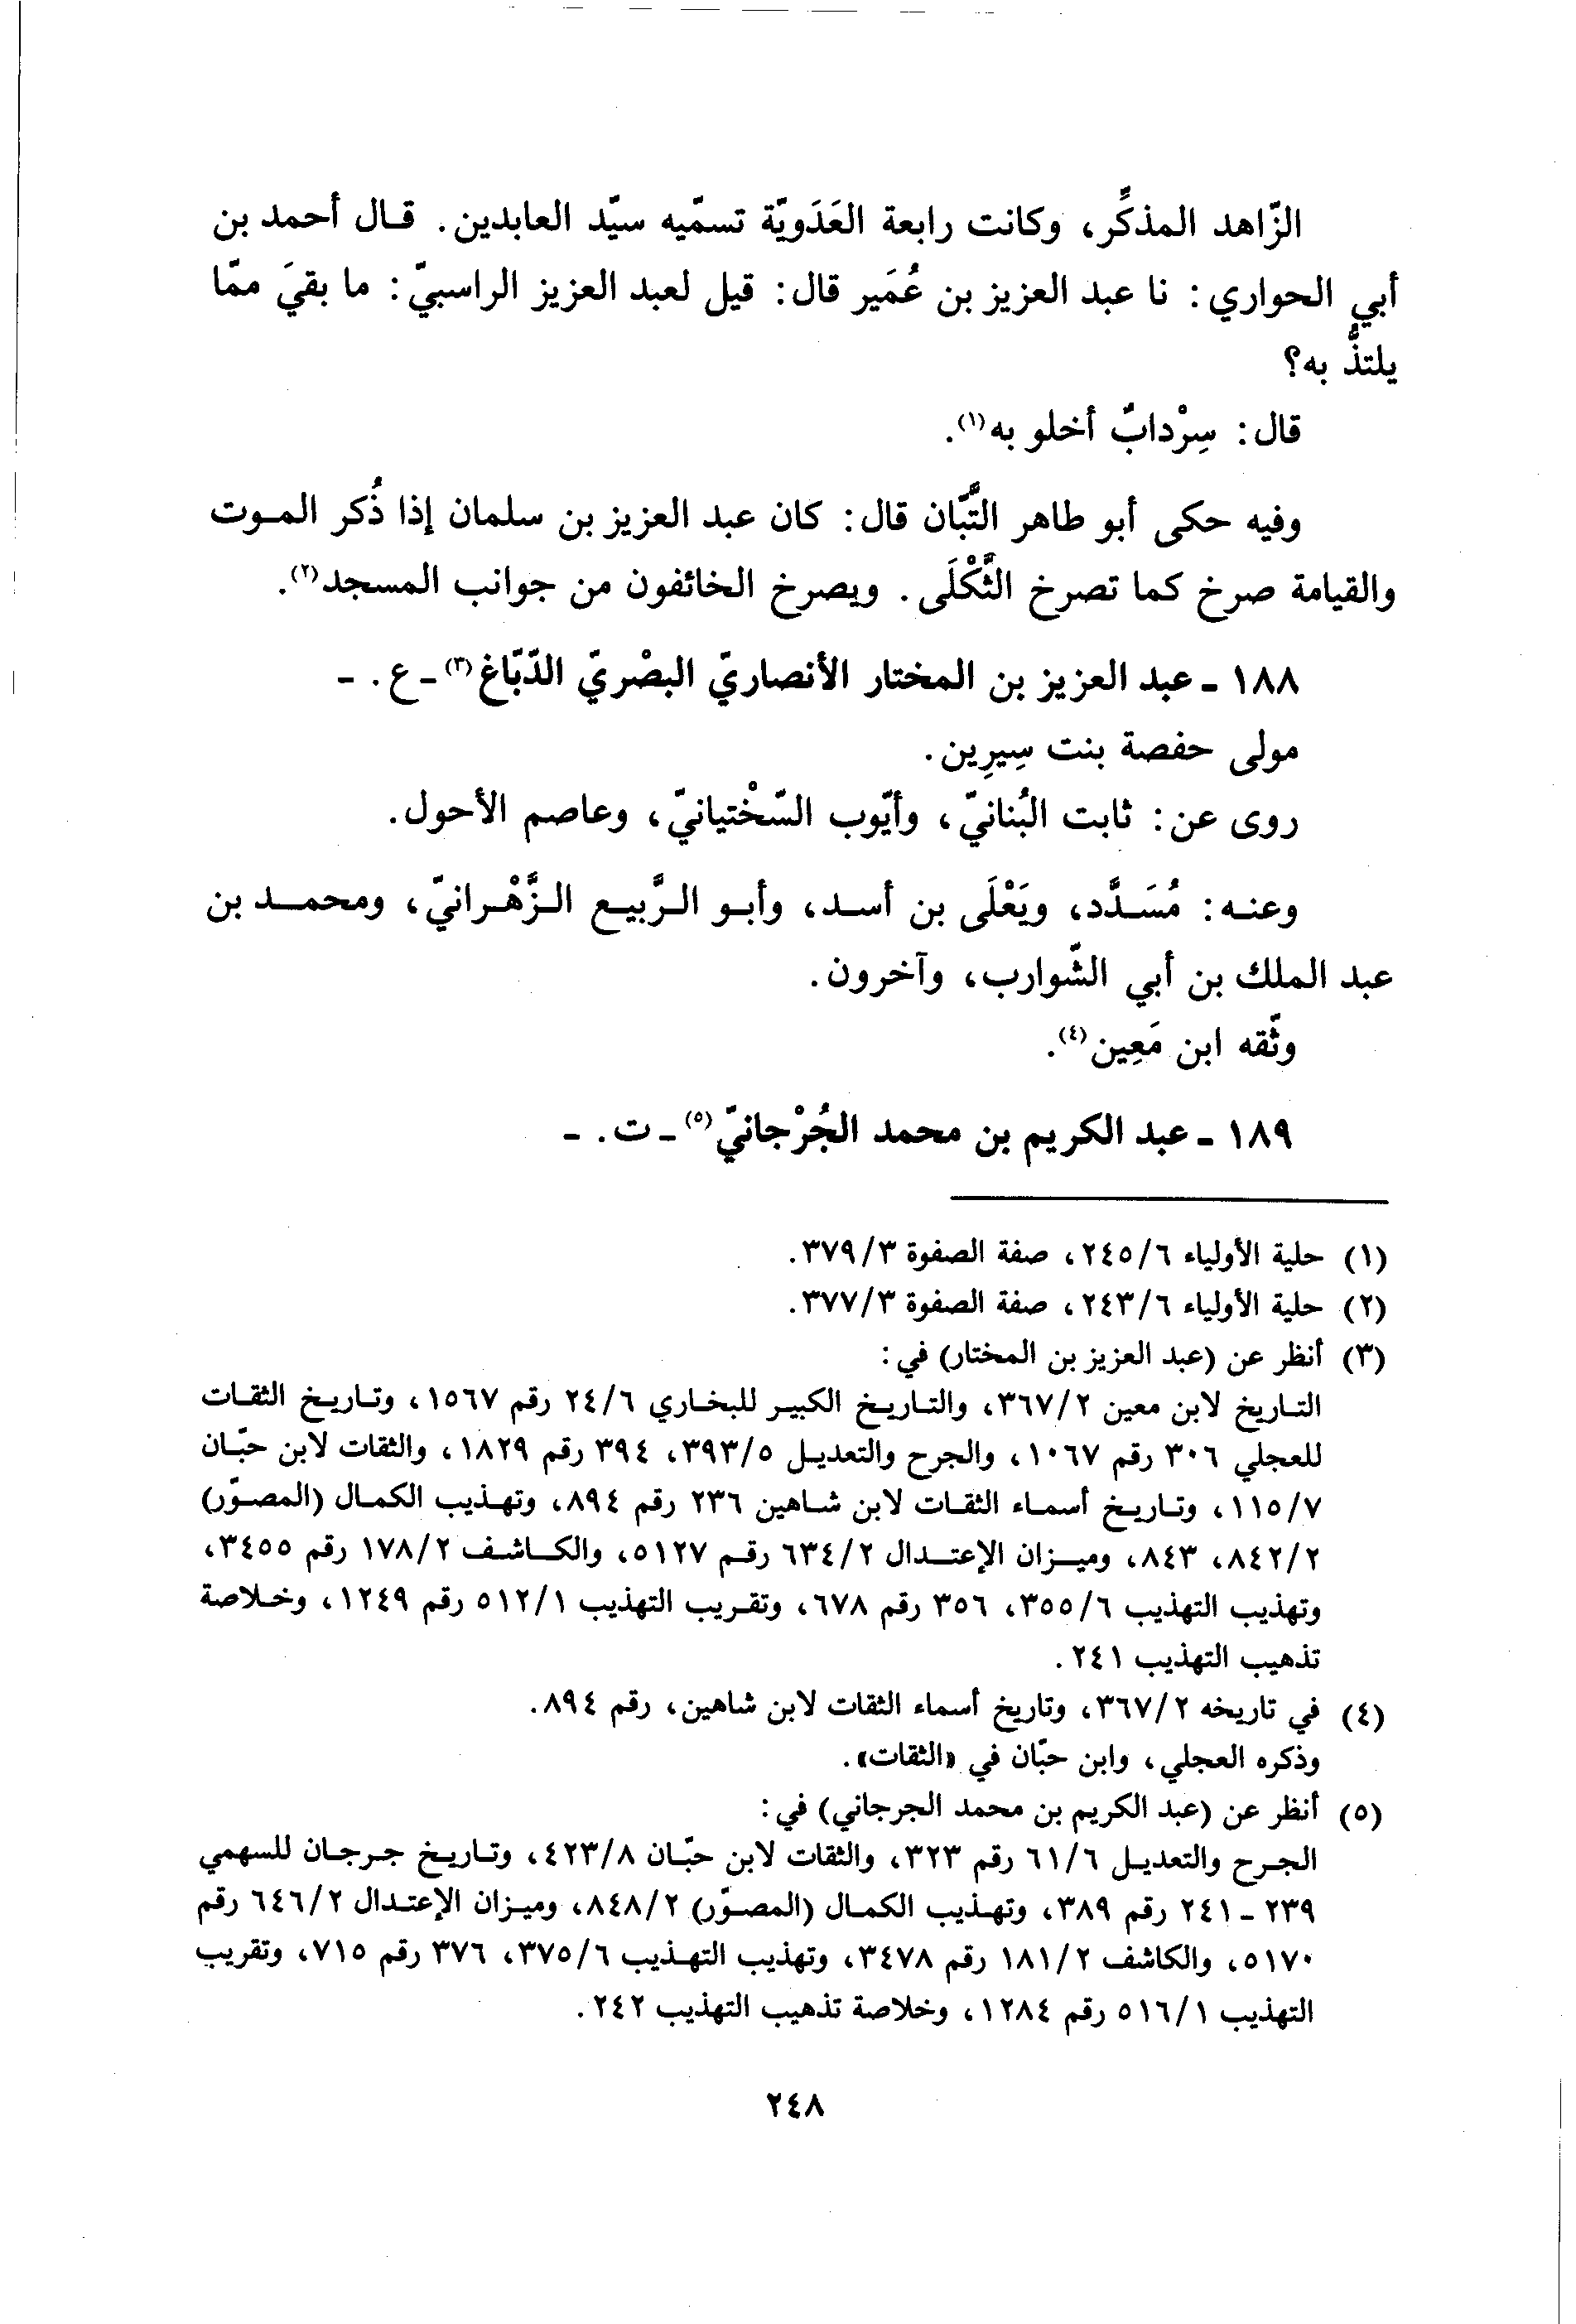 الزّاهد المذكِّر، وكانت رابعة العَدَويّة تسمّيه سيّد العابدين. قال أحمد بن
أبي الحواري: نا عبد العزيز بن عُمَير قال: قيل لعبد العزيز الراسبيّ: ما بقيَ ممّا
يلتذُّ به؟
قال: سِرْدابٌ أخلو به(١).
وفيه حكى أبو طاهر التَّبّان قال: كان عبد العزيز بن سلمان إذا ذُكر الموت
والقيامة صرخ كما تصرخ الثَّكْلَى. ويصرخ الخائفون من جوانب المسجد(٢).
١٨٨ - عبد العزيز بن المختار الأنصاريّ البصْريّ الدّبّاغ(٣) - ع. -
مولى حفصة بنت سِيرِين.
روى عن: ثابت البُنانيّ، وأيّوب السّخْتيانيّ، وعاصم الأحول.
وعنه: مُسَدَّد، ويَعْلَى بن أسد، وأبو الرَّبيع الزَّهْرانيّ، ومحمد بن
عبد الملك بن أبي الشّوارب، وآخرون.
وثّقه ابن مَعِين(٤).
١٨٩ - عبد الكريم بن محمد الجُرْجانيّ(٥) - ت. -
(١) حلية الأولياء ٢٤٥/٦، صفة الصفوة ٣٧٩/٣.
(٢) حلية الأولياء ٢٤٣/٦، صفة الصفوة ٣٧٧/٣.
(٣) أنظر عن (عبد العزيز بن المختار) في:
التاريخ لابن معين ٣٦٧/٢، والتاريخ الكبير للبخاري ٢٤/٦ رقم ١٥٦٧، وتاريخ الثقات
للعجلي ٣٠٦ رقم ١٠٦٧، والجرح والتعديل ٣٩٣/٥، ٣٩٤ رقم ١٨٢٩، والثقات لابن حبّان
١١٥/٧، وتاريخ أسماء الثقات لابن شاهين ٢٣٦ رقم ٨٩٤، وتهذيب الكمال (المصوّر)
٨٤٢/٢، ٨٤٣، وميزان الإعتدال ٦٣٤/٢ رقم ٥١٢٧، والكاشف ١٧٨/٢ رقم ٣٤٥٥،
وتهذيب التهذيب ٣٥٥/٦، ٣٥٦ رقم ٦٧٨، وتقريب التهذيب ٥١٢/١ رقم ١٢٤٩، وخلاصة
تذهيب التهذيب ٢٤١.
(٤) في تاريخه ٣٦٧/٢، وتاريخ أسماء الثقات لابن شاهين، رقم ٨٩٤.
وذكره العجلي، وابن حبّان في «الثقات».
(٥) أنظر عن (عبد الكريم بن محمد الجرجاني) في:
الجرح والتعديل ٦١/٦ رقم ٣٢٣، والثقات لابن حبّان ٤٢٣/٨، وتاريخ جرجان للسهمي
٢٣٩ - ٢٤١ رقم ٣٨٩، وتهذيب الكمال (المصوّر) ٨٤٨/٢، وميزان الإعتدال ٦٤٦/٢ رقم
٥١٧٠، والكاشف ١٨١/٢ رقم ٣٤٧٨، وتهذيب التهذيب ٣٧٥/٦، ٣٧٦ رقم ٧١٥، وتقريب
التهذيب ٥١٦/١ رقم ١٢٨٤، وخلاصة تذهيب التهذيب ٢٤٢.
٢٤٨